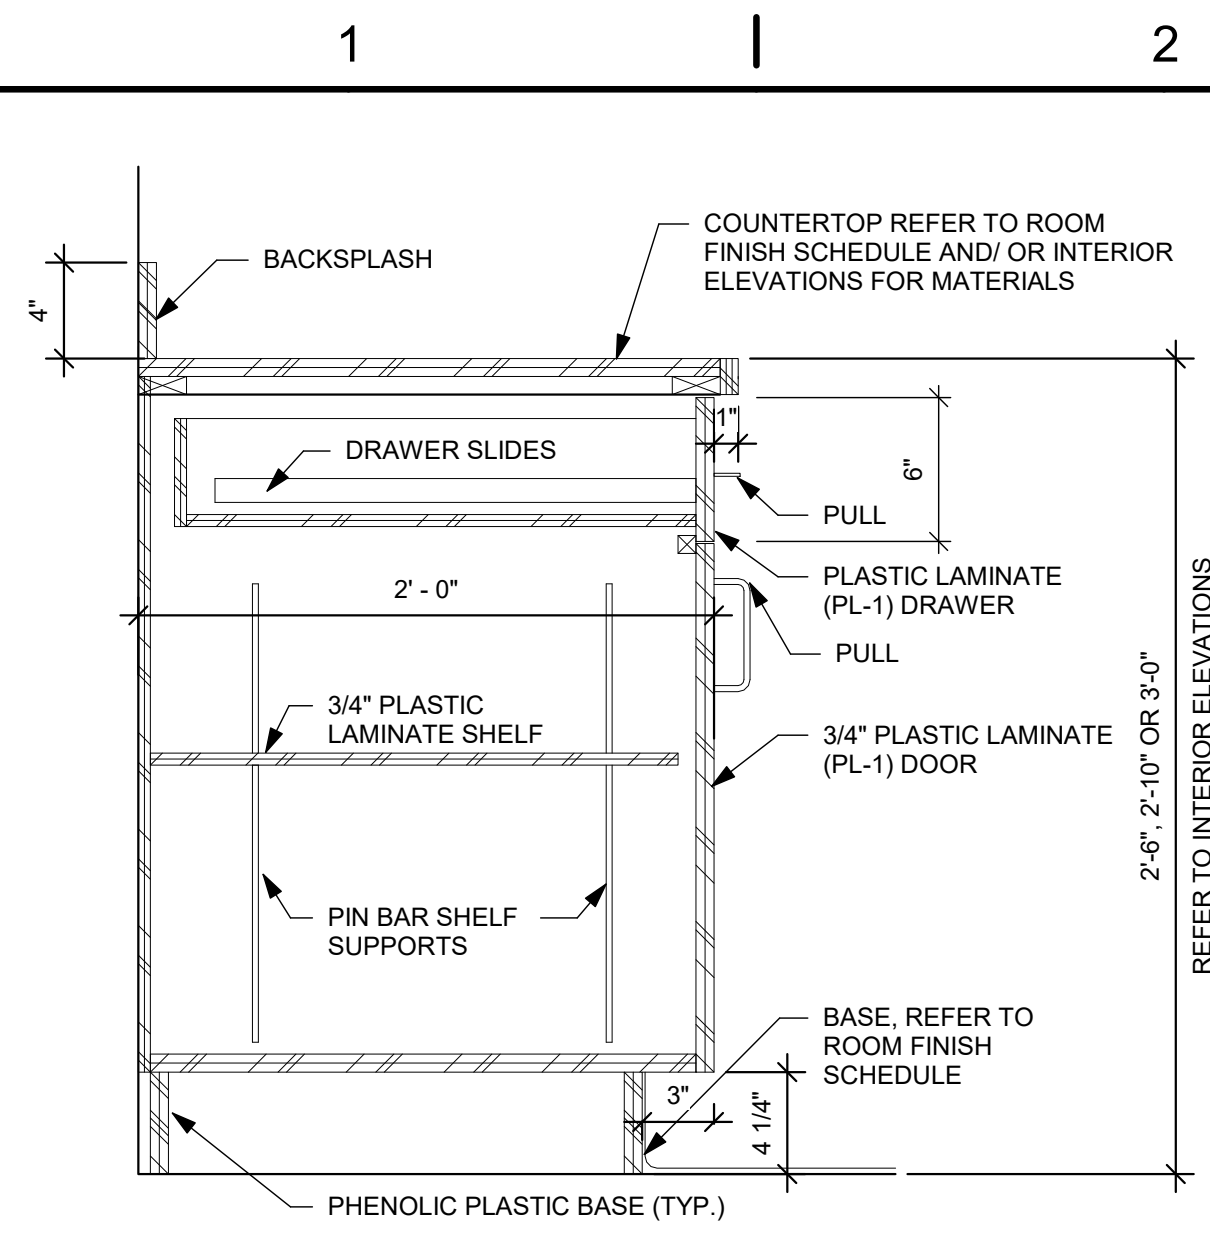 1
2
COUNTERTOP REFER TO ROOM
FINISH SCHEDULE AND/ OR INTERIOR
ELEVATIONS FOR MATERIALS
BACKSPLASH
4"
1"
DRAWER SLIDES
6"
PULL
PLASTIC LAMINATE
(PL-1) DRAWER
2' - 0"
PULL
3/4" PLASTIC
LAMINATE SHELF
3/4" PLASTIC LAMINATE
(PL-1) DOOR
2'-6", 2'-10" OR 3'-0"
REFER TO INTERIOR ELEVATIONS
PIN BAR SHELF
SUPPORTS
BASE, REFER TO
ROOM FINISH
SCHEDULE
3"
4 1/4"
PHENOLIC PLASTIC BASE (TYP.)